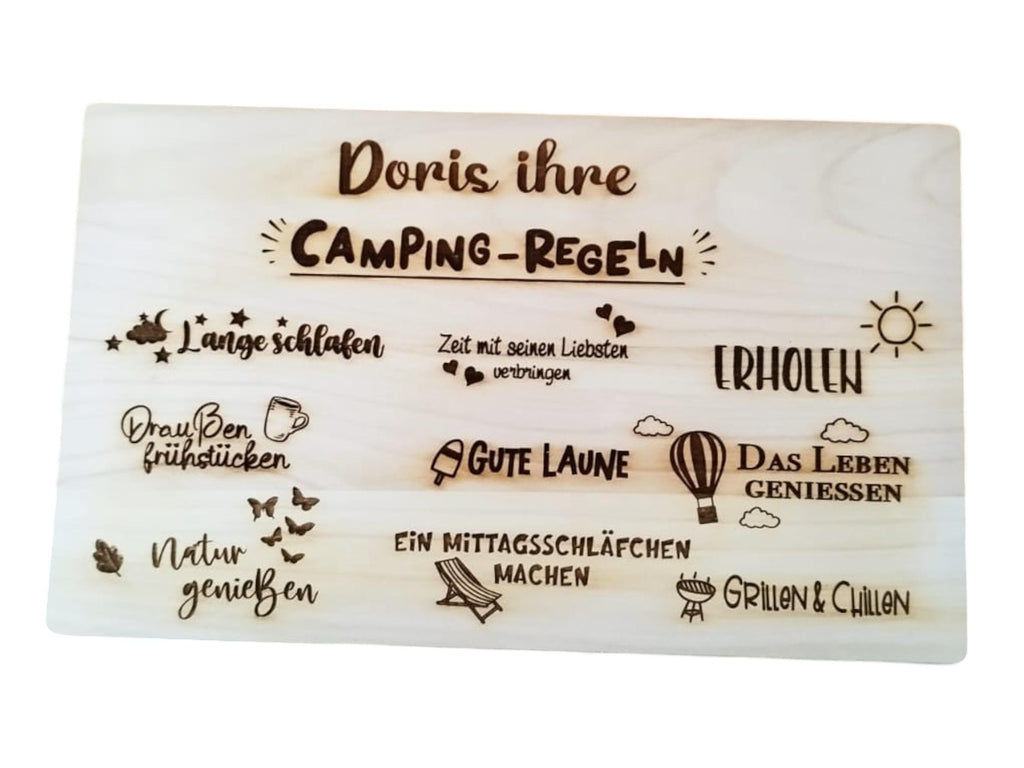 Doris ihre
CAMPING-REGELN
Lange schlafen
Zeit mit seinen Liebsten
verbringen
ERHOLEN
Draußen
frühstücken
GUTE LAUNE
DAS LEBEN
GENIESSEN
Natur
genießen
EIN MITTAGSSCHLÄFCHEN
MACHEN
GRILLEN & CHILLEN